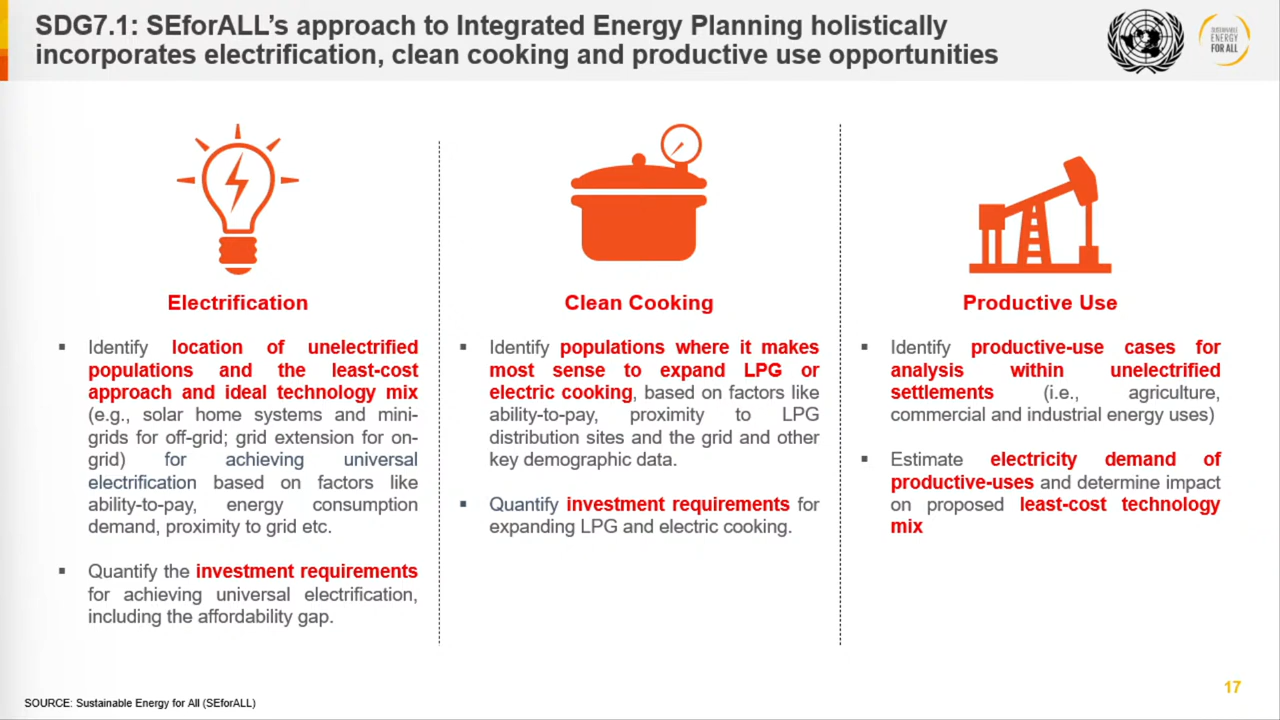 SDG7.1: SEforALL’s approach to Integrated Energy Planning holistically
incorporates electrification, clean cooking and productive use opportunities
SUSTAINABLE
ENERGY
FOR ALL
Electrification
▪ Identify location of unelectrified
populations and the least-cost
approach and ideal technology mix
(e.g., solar home systems and mini-
grids for off-grid; grid extension for on-
grid) for achieving universal
electrification based on factors like
ability-to-pay, energy consumption
demand, proximity to grid etc.
▪ Quantify the investment requirements
for achieving universal electrification,
including the affordability gap.
Clean Cooking
▪ Identify populations where it makes
most sense to expand LPG or
electric cooking, based on factors like
ability-to-pay, proximity to LPG
distribution sites and the grid and other
key demographic data.
▪ Quantify investment requirements for
expanding LPG and electric cooking.
Productive Use
▪ Identify productive-use cases for
analysis within unelectrified
settlements (i.e., agriculture,
commercial and industrial energy uses)
▪ Estimate electricity demand of
productive-uses and determine impact
on proposed least-cost technology
mix
17
SOURCE: Sustainable Energy for All (SEforALL)